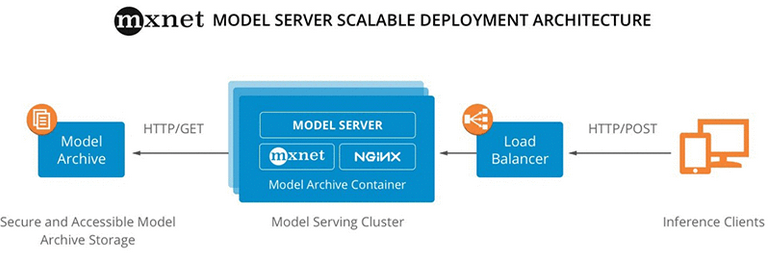 mxnet MODEL SERVER SCALABLE DEPLOYMENT ARCHITECTURE
Model
Archive
HTTP/GET
MODEL SERVER
mxnet
NGINX
Model Archive Container
Load
Balancer
HTTP/POST
Secure and Accessible Model
Archive Storage
Model Serving Cluster
Inference Clients